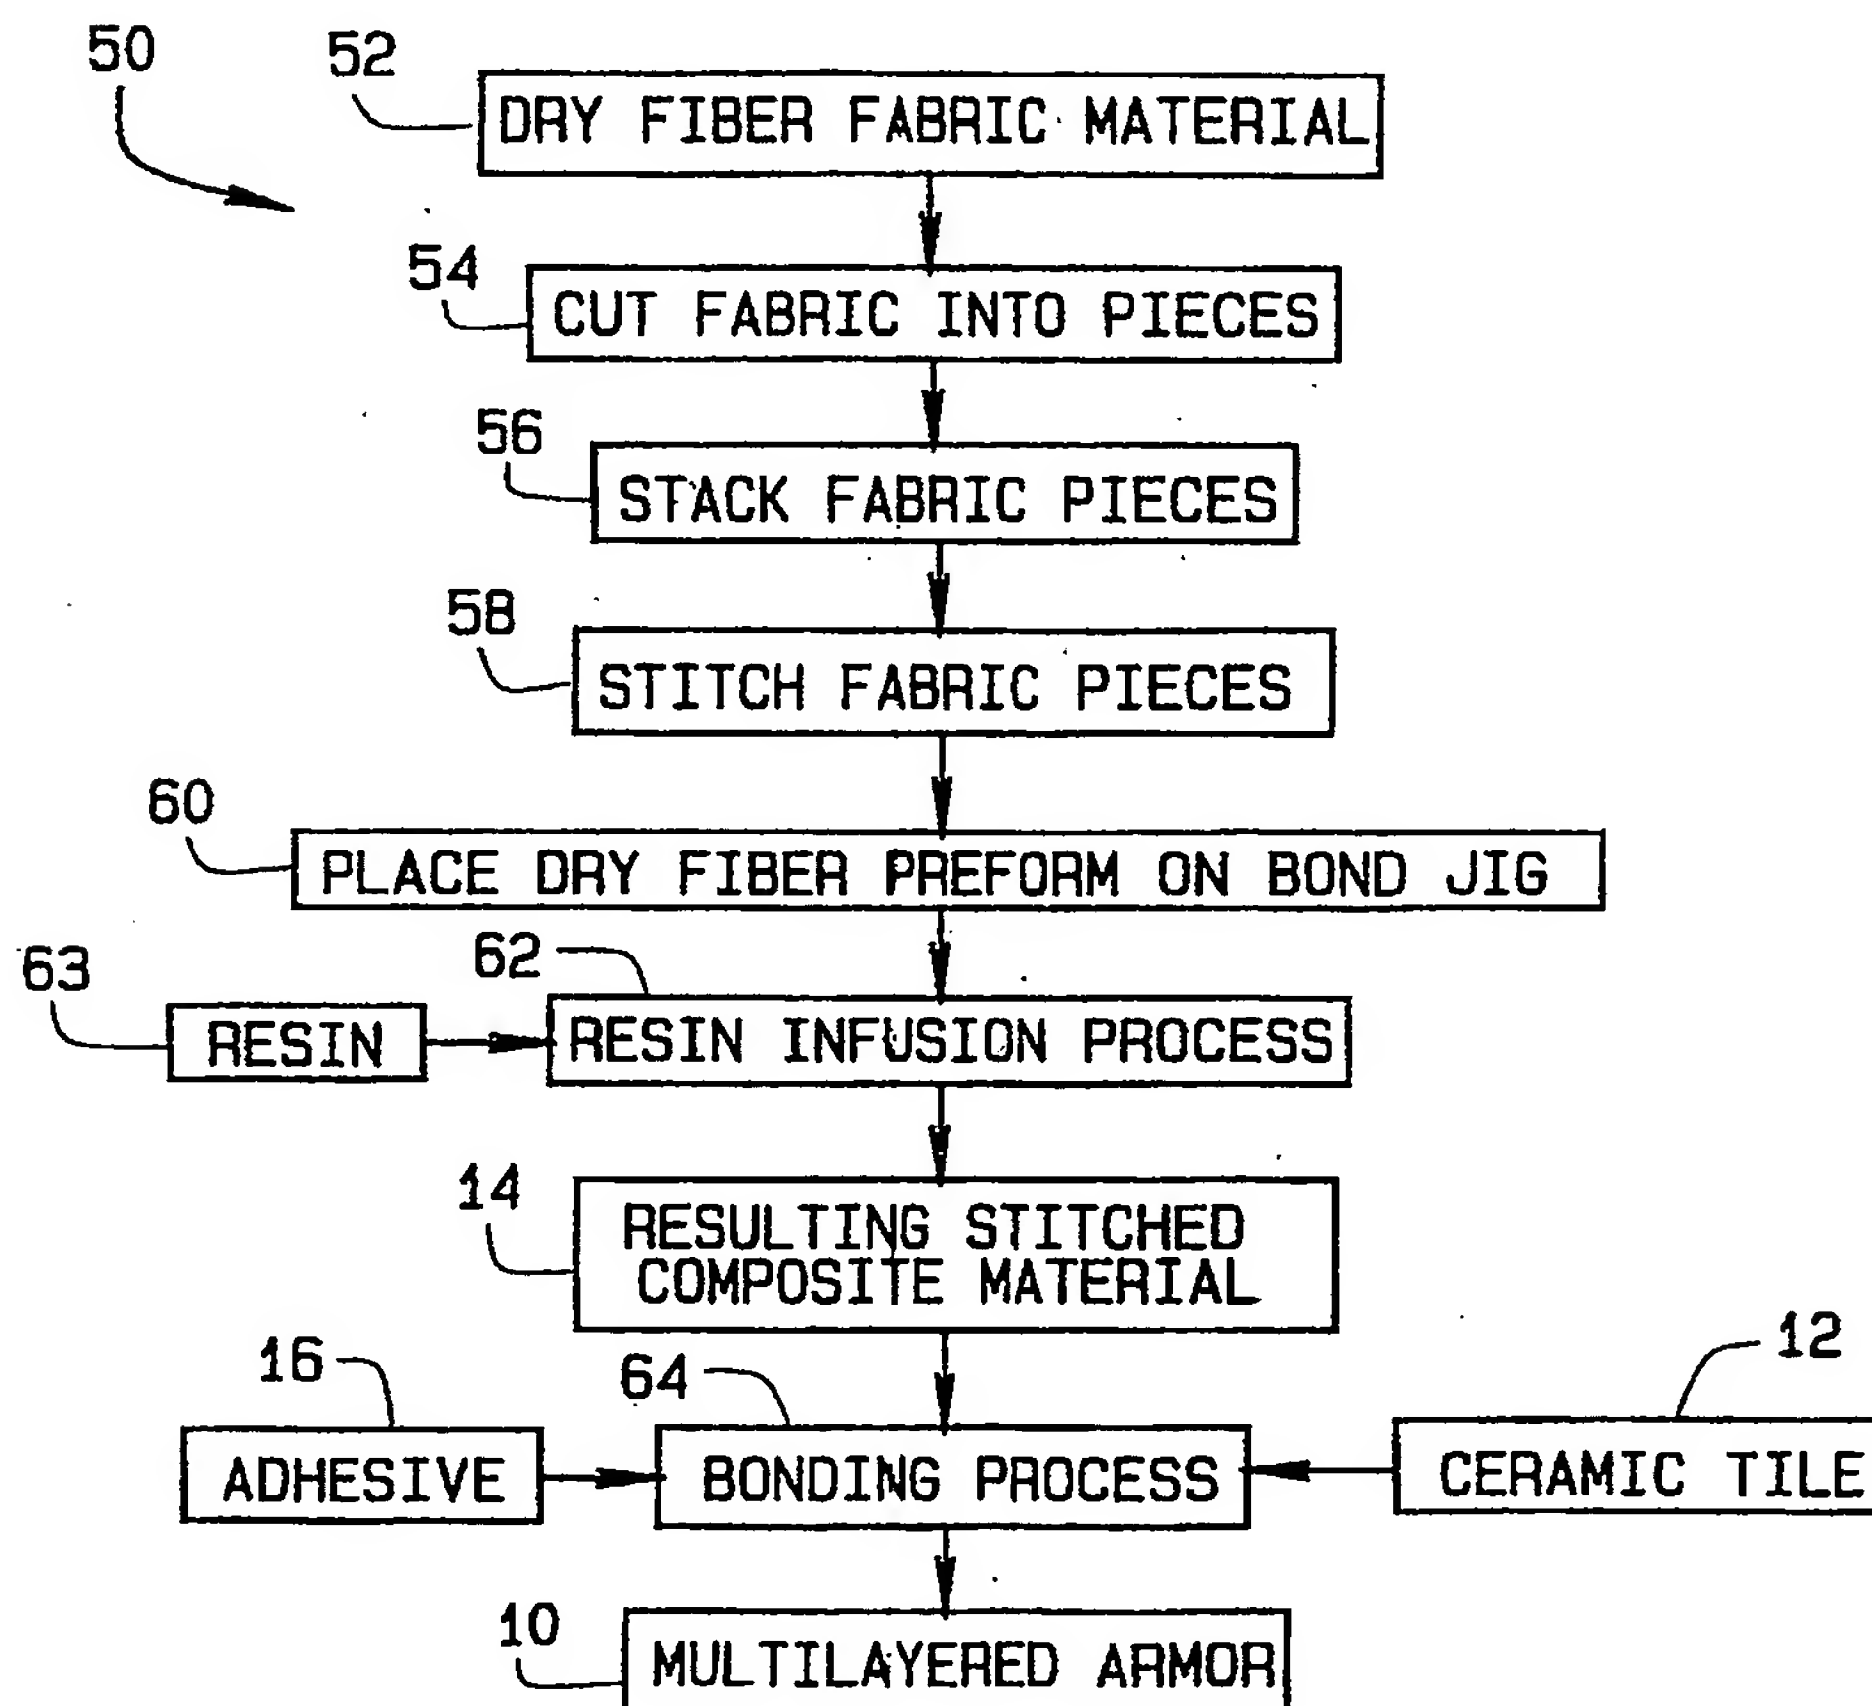 50
52
DRY FIBER FABRIC MATERIAL
54
CUT FABRIC INTO PIECES
56
STACK FABRIC PIECES
58
STITCH FABRIC PIECES
60
PLACE DRY FIBER PREFORM ON BOND JIG
63
62
RESIN
RESIN INFUSION PROCESS
14
RESULTING STITCHED
COMPOSITE MATERIAL
16
64
12
ADHESIVE
BONDING PROCESS
CERAMIC TILE
10
MULTILAYERED ARMOR